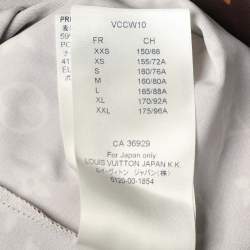 VCCW10
FR CH
XXS 150/68
XS 155/72A
S 160/76A
M 160/80A
L 165/88A
XL 170/92A
XXL 175/96A
CA 36929
For Japan only
LOUIS VUITTON JAPAN K.K.
ルイ・ヴィトン ジャパン(株)
0120-00-1854